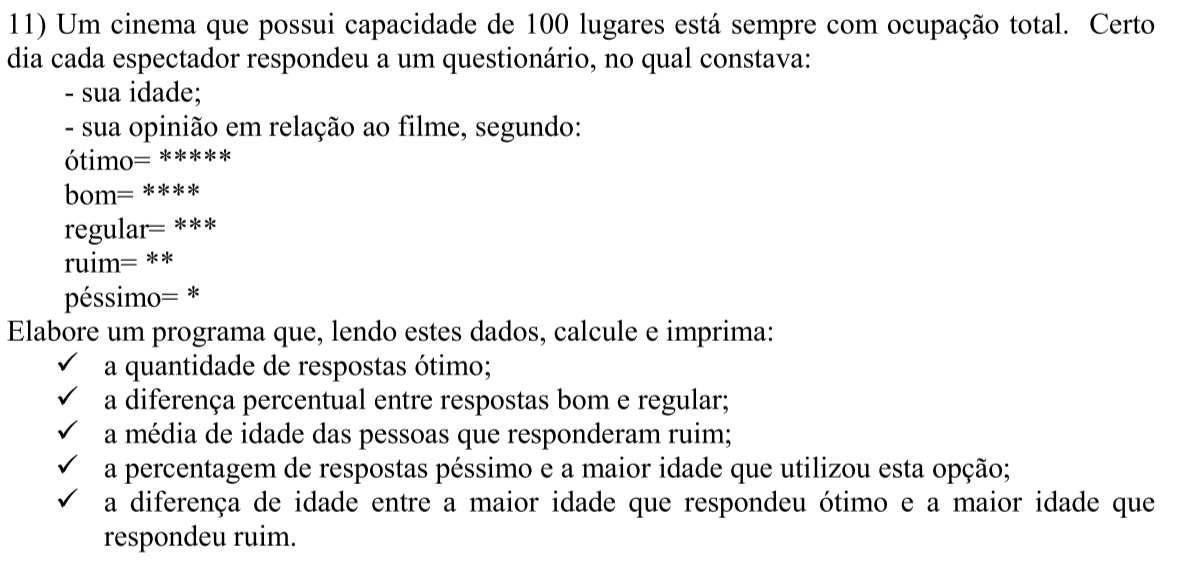 11) Um cinema que possui capacidade de 100 lugares está sempre com ocupação total. Certo
dia cada espectador respondeu a um questionário, no qual constava:
- sua idade;
- sua opinião em relação ao filme, segundo:
ótimo= *****
bom= ****
regular= ***
ruim= **
péssimo= *
Elabore um programa que, lendo estes dados, calcule e imprima:
✓ a quantidade de respostas ótimo;
✓ a diferença percentual entre respostas bom e regular;
✓ a média de idade das pessoas que responderam ruim;
✓ a percentagem de respostas péssimo e a maior idade que utilizou esta opção;
✓ a diferença de idade entre a maior idade que respondeu ótimo e a maior idade que
respondeu ruim.